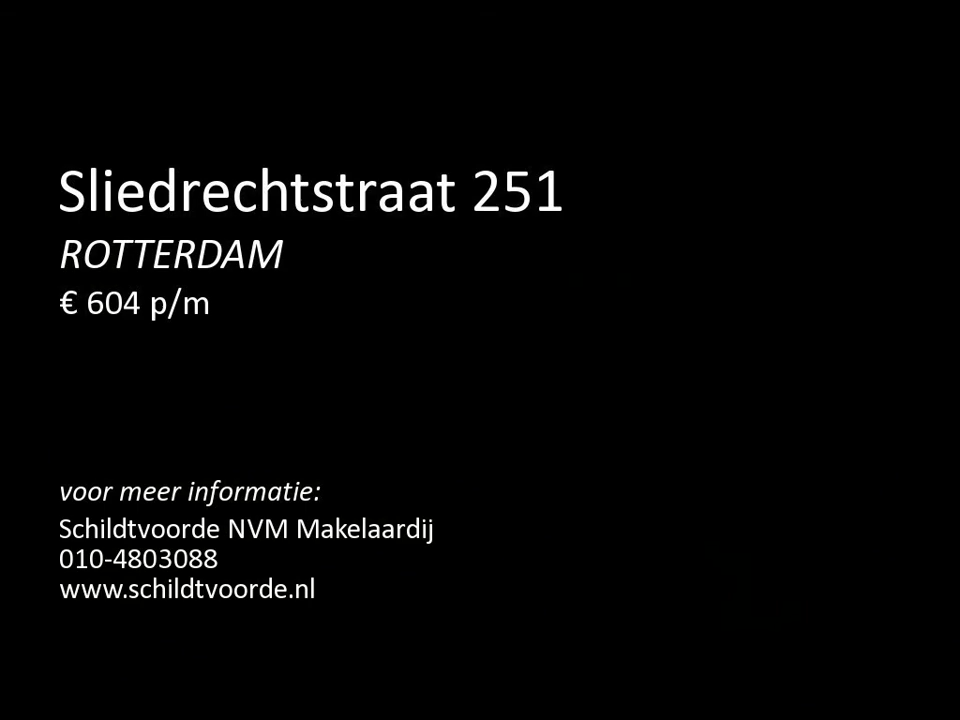 Sliedrechtstraat 251
ROTTERDAM
€ 604 p/m
voor meer informatie:
Schildtvoorde NVM Makelaardij
010-4803088
www.schildtvoorde.nl